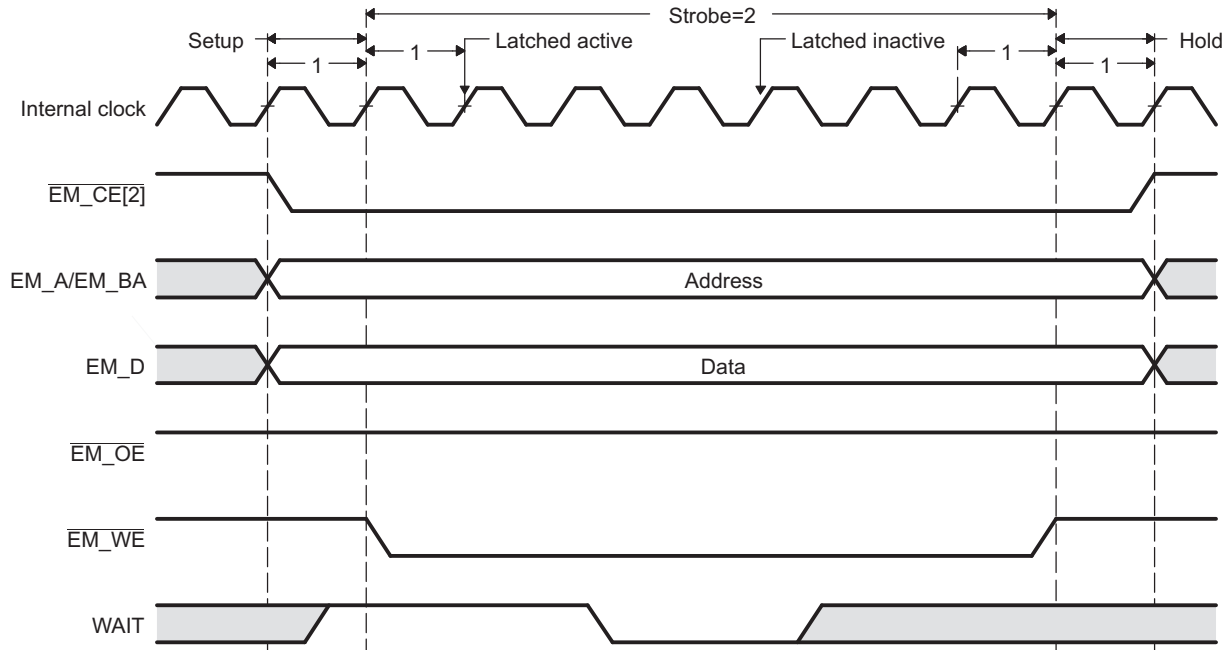 Strobe=2
Setup
Latched active
Latched inactive
Hold
1
1
1
1
Internal clock
EM_CE[2]
EM_A/EM_BA
Address
EM_D
Data
EM_OE
EM_WE
WAIT